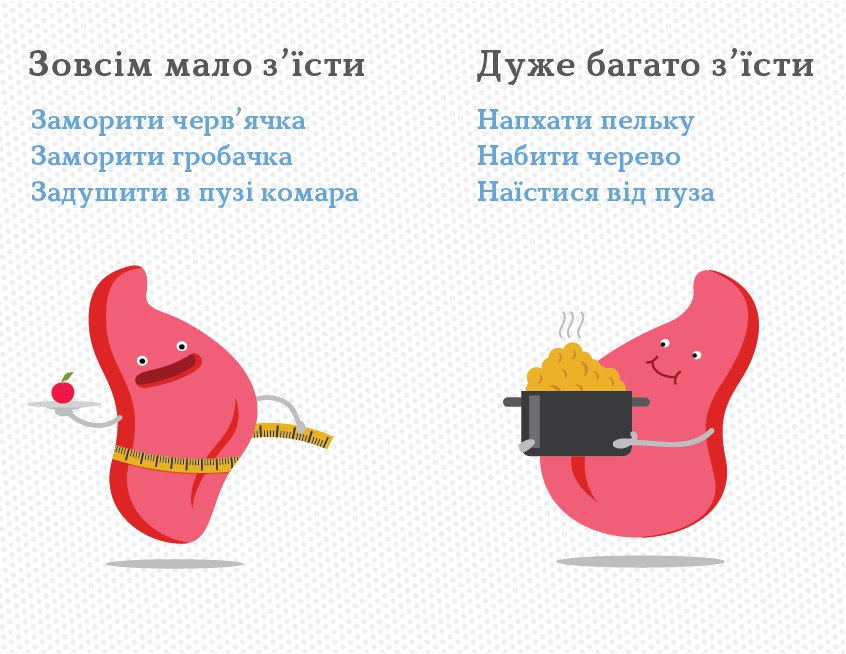 Зовсім мало з’їсти
Заморити черв’ячка
Заморити гробачка
Задушити в пузі комара
Дуже багато з’їсти
Напхати пельку
Набити черево
Наїстися від пуза